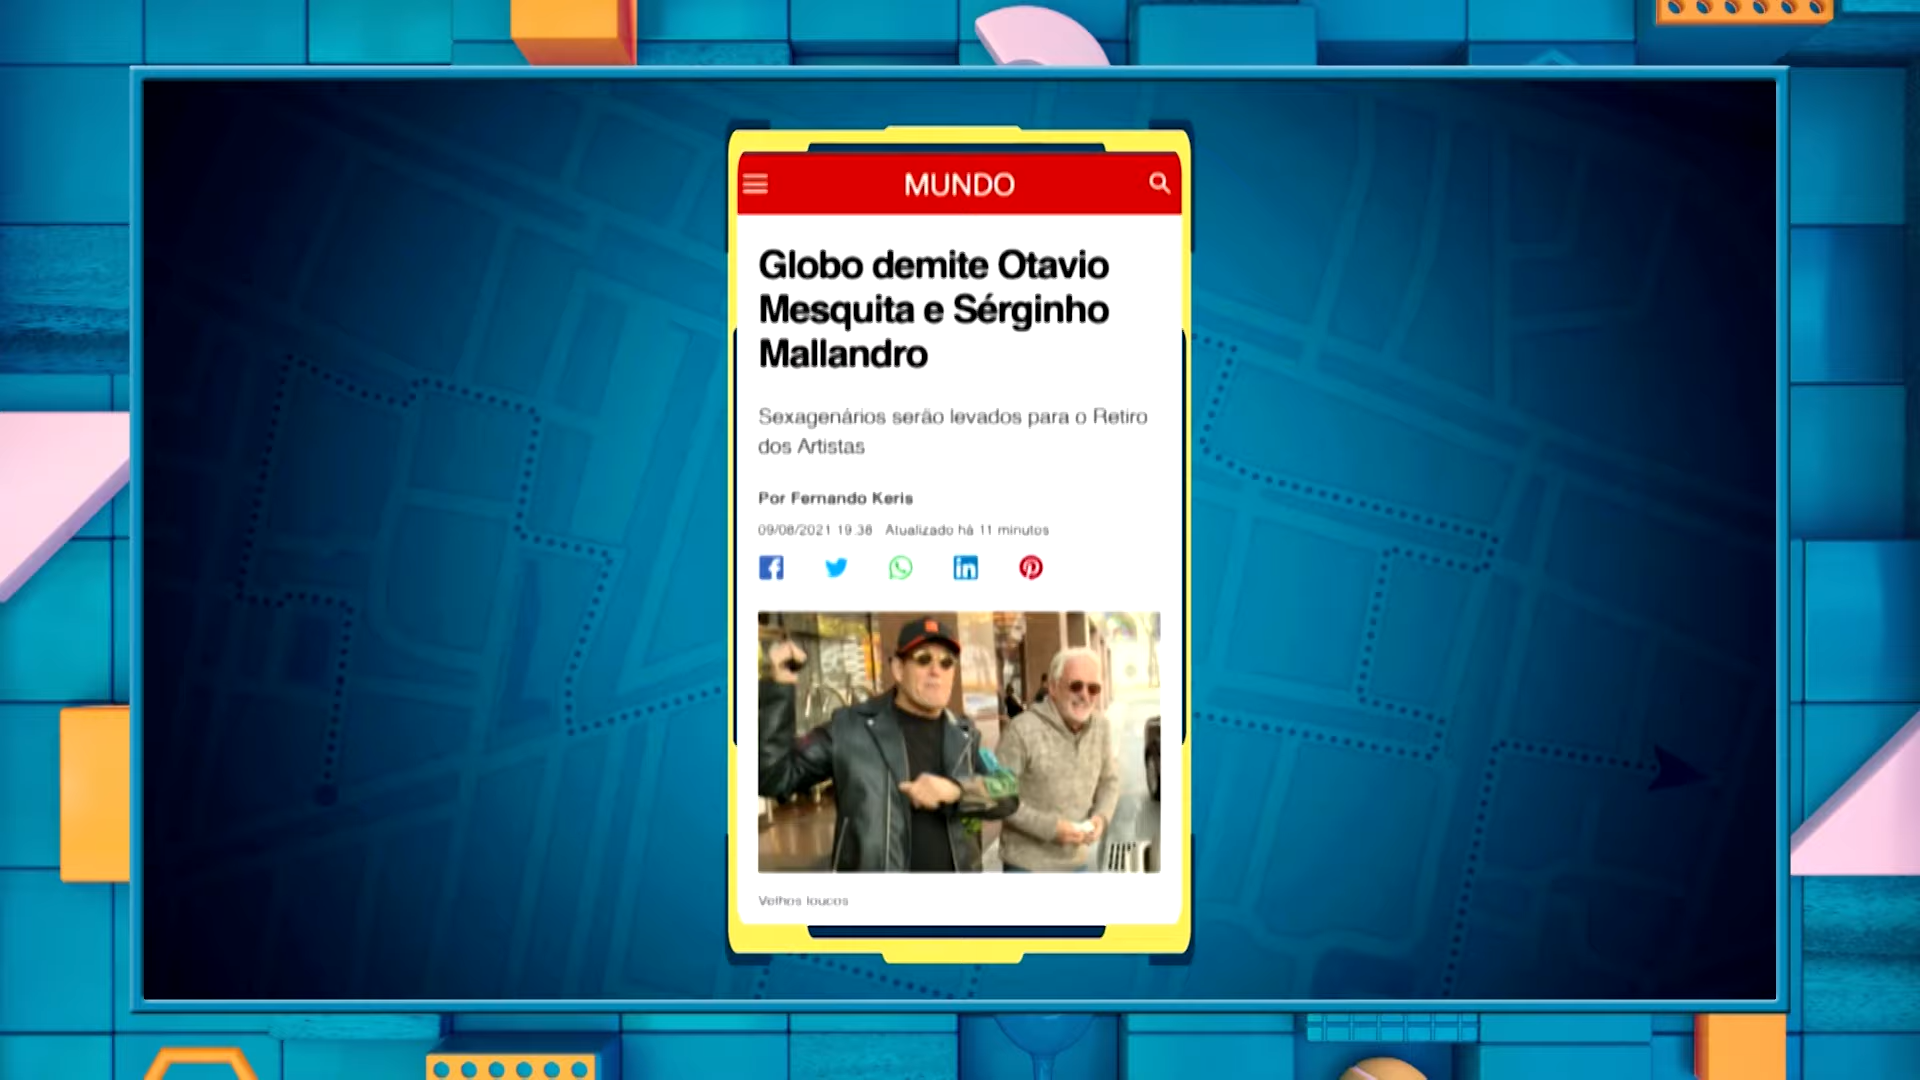 MUNDO
Globo demite Otavio
Mesquita e Sérginho
Mallandro
Sexagenários serão levados para o Retiro
dos Artistas
Por Fernando Keris
09/08/2021 19.38 Atualizado há 11 minutos
Velhos loucos